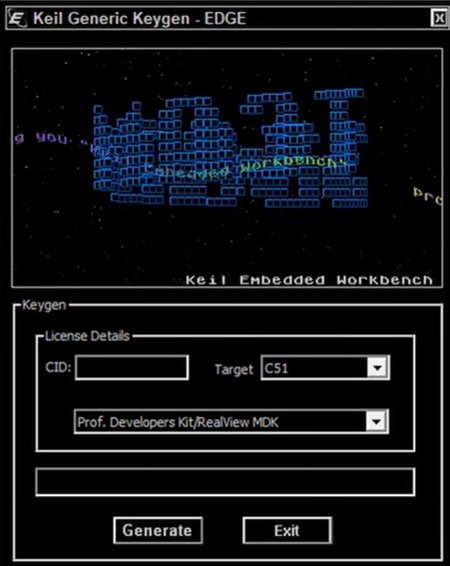 Keil Generic Keygen - EDGE
g you "
Embedded Workbench"
pro
Keil Embedded Workbench
Keygen
License Details
CID:
Target
C51
Prof. Developers Kit/RealView MDK
Generate
Exit